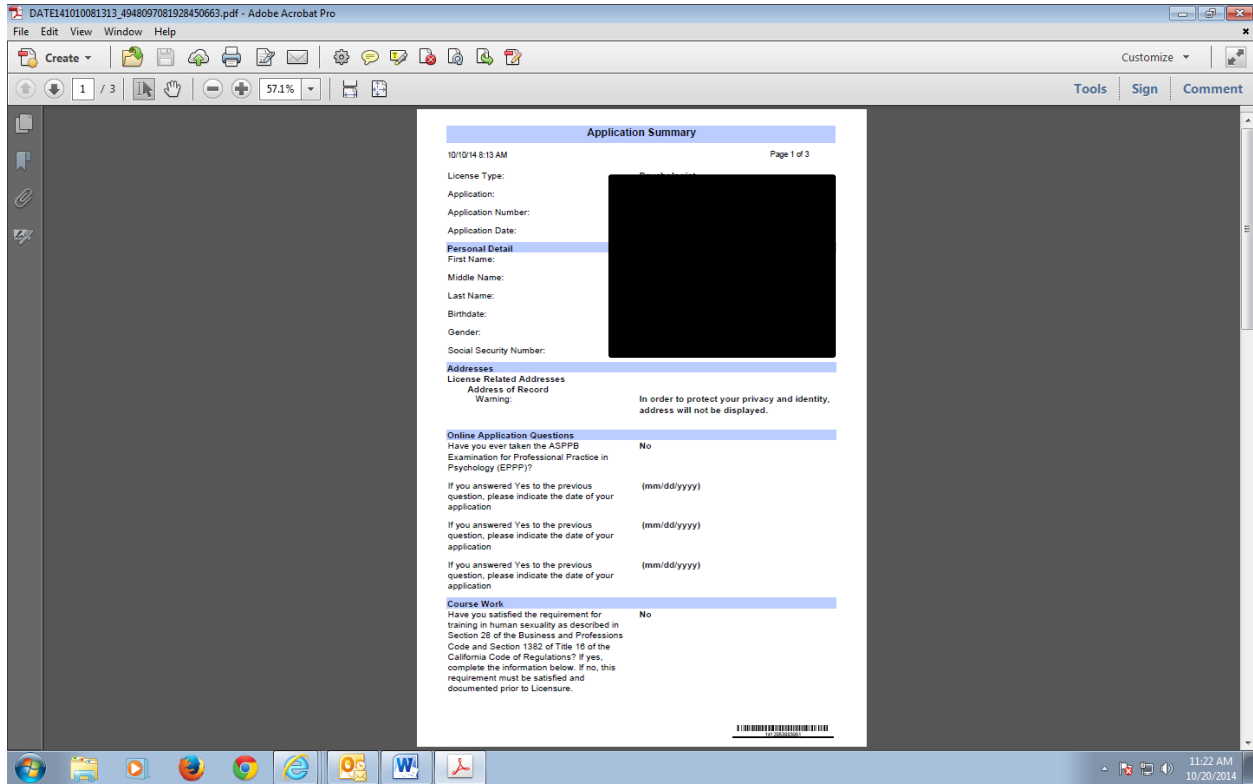 DATE141010081313_4948097081928450663.pdf - Adobe Acrobat Pro
File Edit View Window Help
Create Customize
1 / 3 57.1% Tools Sign Comment
Application Summary
10/10/14 8:13 AM Page 1 of 3
License Type:
Application:
Application Number:
Application Date:
Personal Detail
First Name:
Middle Name:
Last Name:
Birthdate:
Gender:
Social Security Number:
Addresses
License Related Addresses
Address of Record
Warning: In order to protect your privacy and identity,
address will not be displayed.
Online Application Questions
Have you ever taken the ASPPB No
Examination for Professional Practice in
Psychology (EPPP)?
If you answered Yes to the previous (mm/dd/yyyy)
question, please indicate the date of your
application
If you answered Yes to the previous (mm/dd/yyyy)
question, please indicate the date of your
application
If you answered Yes to the previous (mm/dd/yyyy)
question, please indicate the date of your
application
Course Work
Have you satisfied the requirement for No
training in human sexuality as described in
Section 28 of the Business and Professions
Code and Section 1382 of Title 16 of the
California Code of Regulations? If yes,
complete the information below. If no, this
requirement must be satisfied and
documented prior to Licensure.
11:22 AM
10/20/2014